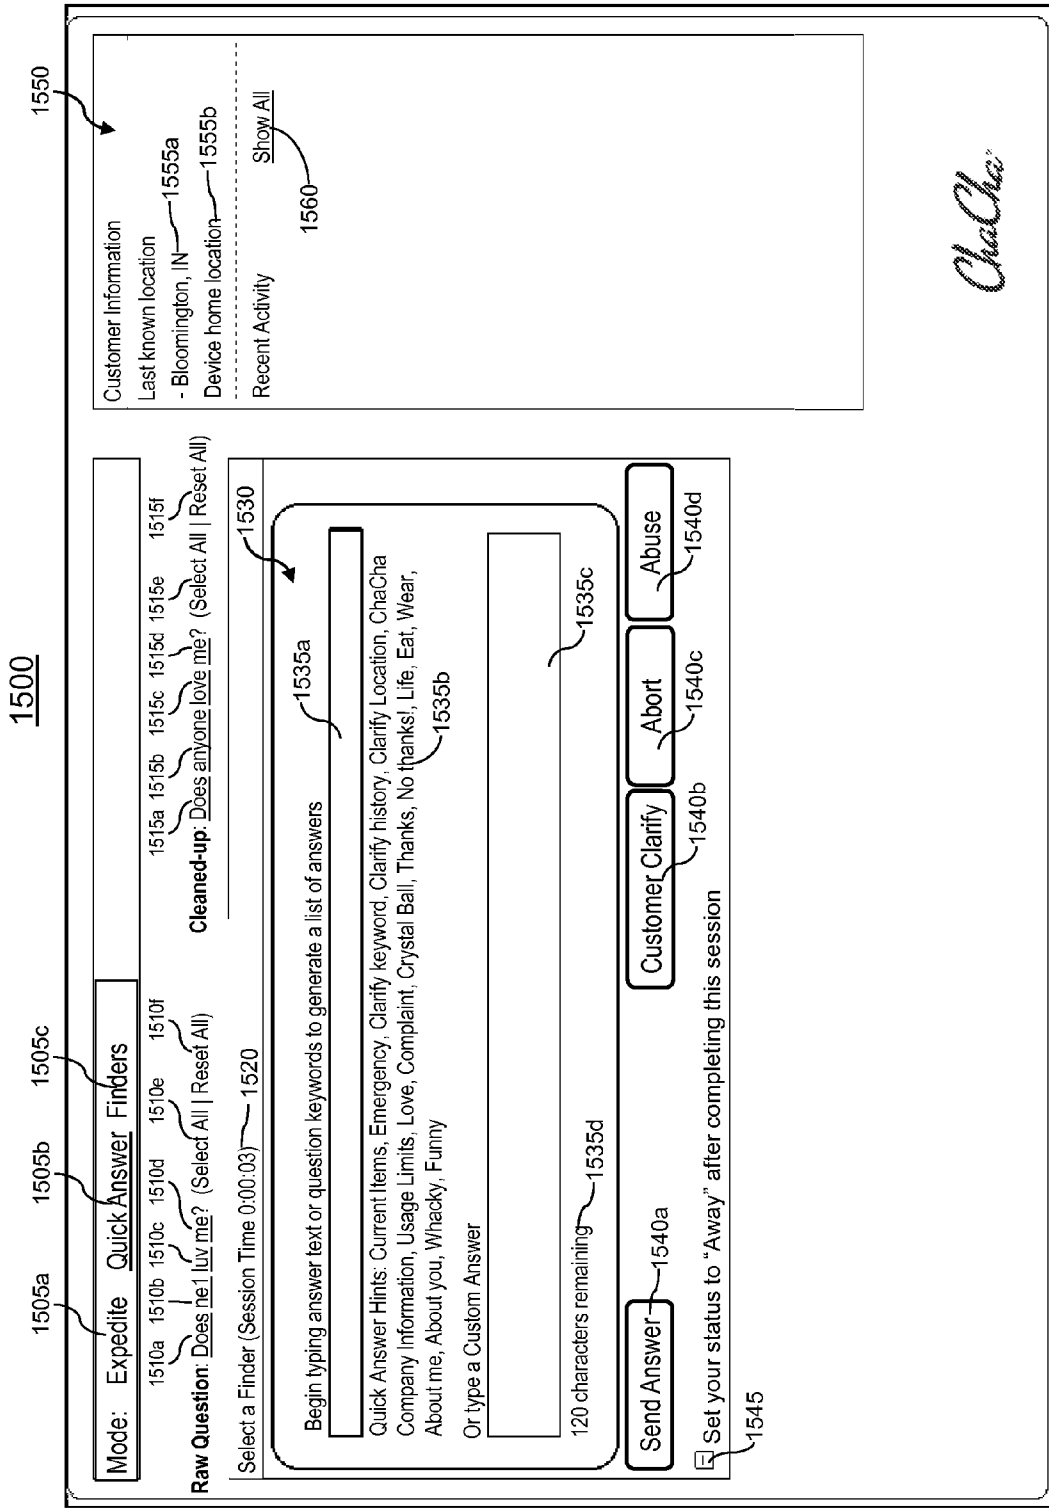 1500
1505a
1505b
1505c
1550
Mode: Expedite Quick Answer Finders
1510a 1510b 1510c 1510d 1510e 1510f
1515a 1515b 1515c 1515d 1515e 1515f
Raw Question: Does ne1 luv me? (Select All | Reset All)
Cleaned-up: Does anyone love me? (Select All | Reset All)
Select a Finder (Session Time 0:00:03) 1520
1530
Begin typing answer text or question keywords to generate a list of answers
1535a
Quick Answer Hints: Current Items, Emergency, Clarify keyword, Clarify history, Clarify Location, ChaCha
Company Information, Usage Limits, Love, Complaint, Crystal Ball, Thanks, No thanks!, Life, Eat, Wear,
About me, About you, Whacky, Funny
1535b
Or type a Custom Answer
1535c
120 characters remaining
1535d
Send Answer
1540a
Customer Clarify
1540b
Abort
1540c
Abuse
1540d
Set your status to “Away” after completing this session
1545
Customer Information
Last known location
- Bloomington, IN
1555a
Device home location
1555b
Recent Activity
Show All
1560
ChaCha